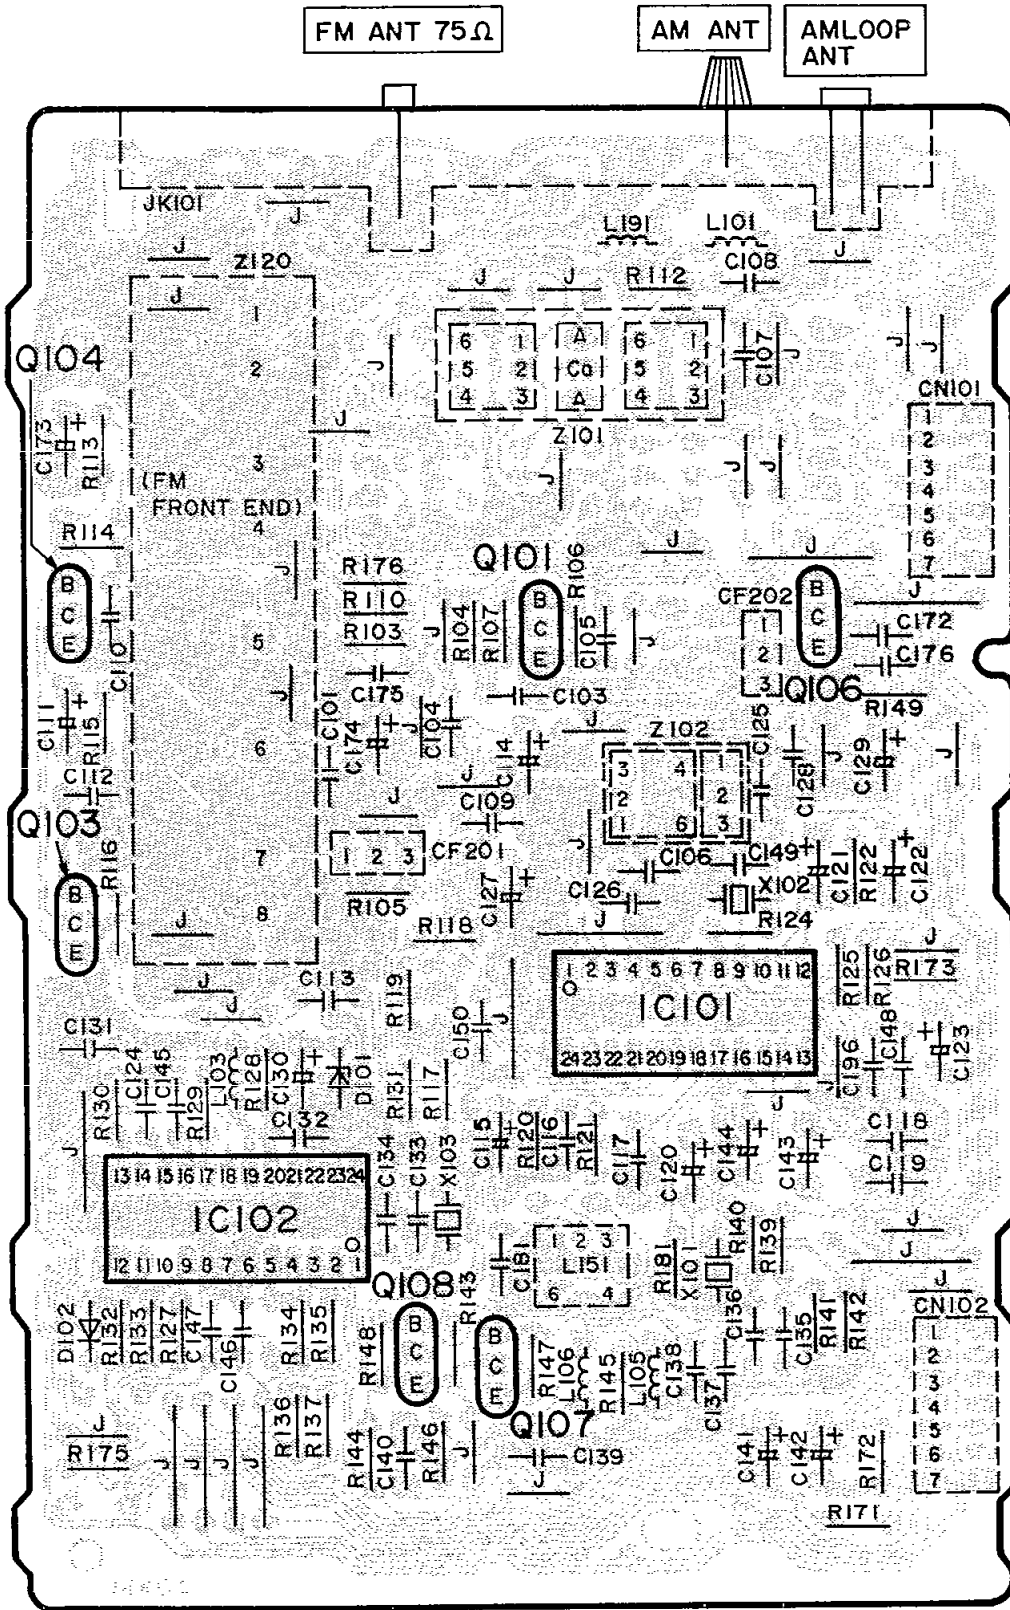 FM ANT 75Ω
AM ANT
AMLOOP
ANT
JK101
J
J
Z120
L191
L101
C108
J
J
J
J
R112
1
6
1
A
6
1
5
2
Ca
5
2
4
3
A
4
3
Z101
C107
J
J
J
J
Q104
2
CN101
1
2
3
4
5
6
7
C173
+
R113
J
3
(FM
FRONT END)
4
J
J
J
J
J
R114
Q101
R106
R176
R110
R103
J
R104
R107
B
C
E
C105
J
CF202
1
2
3
B
C
E
Q106
J
C172
C176
R149
B
C
E
C110
J
5
C175
C103
C111
+
R115
C112
6
J
C101
C174
+
J
C104
C114
+
J
Z102
3
4
1
2
2
1
6
3
C125
C128
J
C129
+
J
J
C109
J
Q103
R116
7
1
2
3
CF201
J
C106
C149
C126
X102
R124
C121
+
R122
C122
+
B
C
E
8
R105
C127
+
R118
J
J
J
J
C113
R119
C150
J
1 2 3 4 5 6 7 8 9 10 11 12
IC101
24 23 22 21 20 19 18 17 16 15 14 13
R125
R126
J
R173
C131
R130
C124
C145
R129
L103
R128
C130
+
D101
C132
R131
R117
J
J
C196
C148
C123
+
J
C134
C133
X103
C115
+
R120
C116
R121
C117
C120
+
C144
+
C143
+
C118
C119
13 14 15 16 17 18 19 20 21 22 23 24
IC102
12 11 10 9 8 7 6 5 4 3 2 1
C181
1 2 3
L151
6 4
R181
X101
R140
R139
J
J
J
Q108
R143
CN102
1
2
3
4
5
6
7
D102
R132
R133
R127
C147
C146
R134
R135
R148
B
C
E
B
C
E
R147
L106
R145
L105
C138
C137
C136
C135
R141
R142
Q107
J
R175
J
J
J
J
R136
R137
R144
C140
R146
J
C139
J
C141
+
C142
+
R172
R171